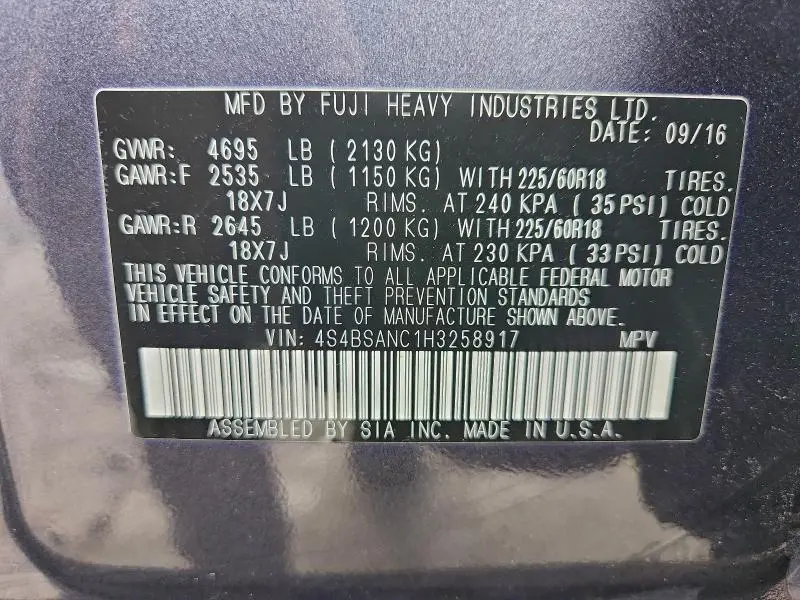 MFD BY FUJI HEAVY INDUSTRIES LTD.
DATE: 09/16
GVWR: 4695 LB ( 2130 KG)
GAWR:F 2535 LB ( 1150 KG) WITH 225/60R18 TIRES.
18X7J RIMS. AT 240 KPA ( 35 PSI) COLD
GAWR:R 2645 LB ( 1200 KG) WITH 225/60R18 TIRES.
18X7J RIMS. AT 230 KPA ( 33 PSI) COLD
THIS VEHICLE CONFORMS TO ALL APPLICABLE FEDERAL MOTOR
VEHICLE SAFETY AND THEFT PREVENTION STANDARDS
IN EFFECT ON THE DATE OF MANUFACTURE SHOWN ABOVE.
VIN: 4S4BSANC1H3258917 MPV
ASSEMBLED BY SIA INC. MADE IN U.S.A.